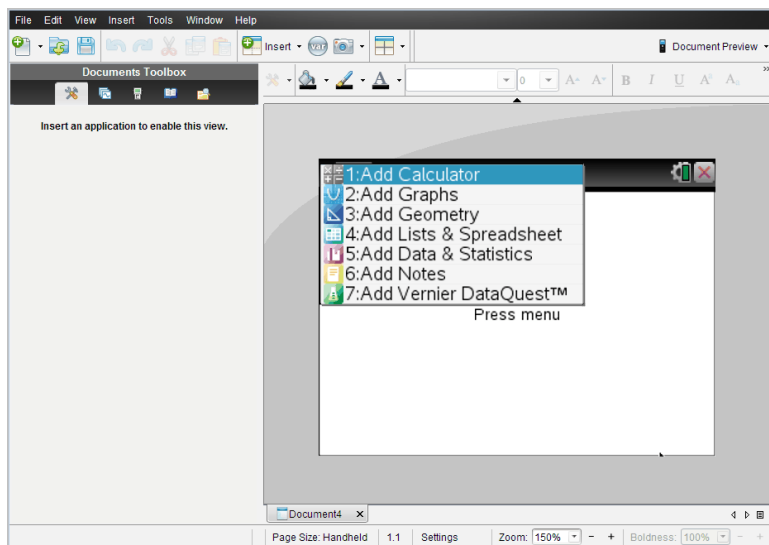 File Edit View Insert Tools Window Help
Insert var Document Preview
Documents Toolbox
0 A+ A- B I U
Insert an application to enable this view.
1:Add Calculator
2:Add Graphs
3:Add Geometry
4:Add Lists & Spreadsheet
5:Add Data & Statistics
6:Add Notes
7:Add Vernier DataQuest™
Press menu
Document4
Page Size: Handheld 1.1 Settings Zoom: 150% - + Boldness: 100% - +